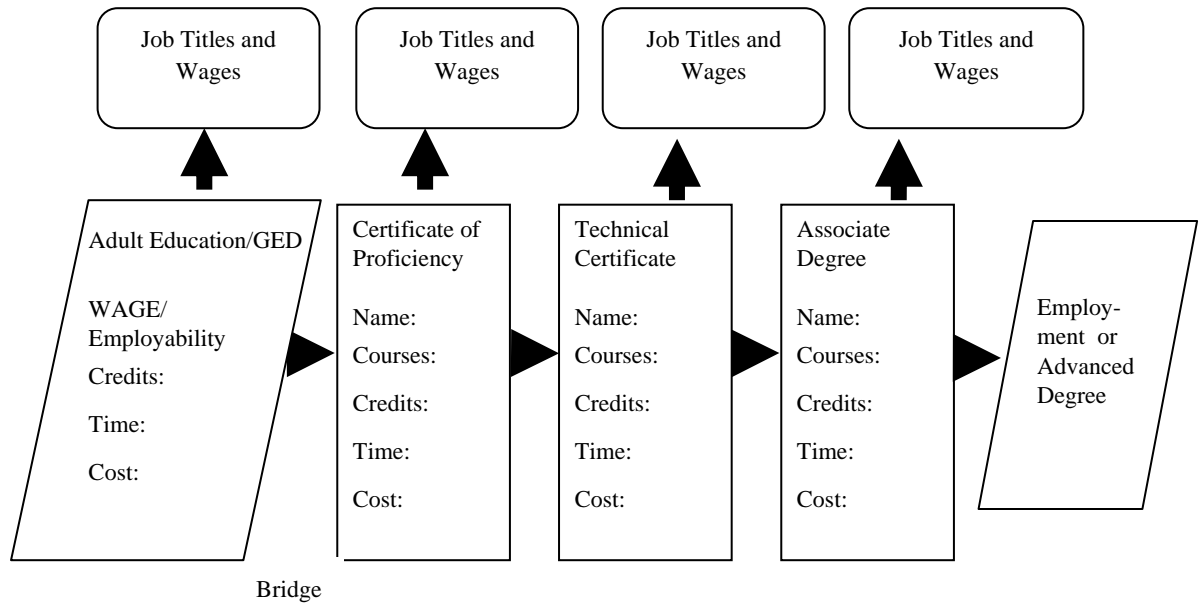 Job Titles and
Wages
Job Titles and
Wages
Job Titles and
Wages
Job Titles and
Wages
Adult Education/GED
WAGE/
Employability
Credits:
Time:
Cost:
Certificate of
Proficiency
Name:
Courses:
Credits:
Time:
Cost:
Technical
Certificate
Name:
Courses:
Credits:
Time:
Cost:
Associate
Degree
Name:
Courses:
Credits:
Time:
Cost:
Employ-
ment or
Advanced
Degree
Bridge